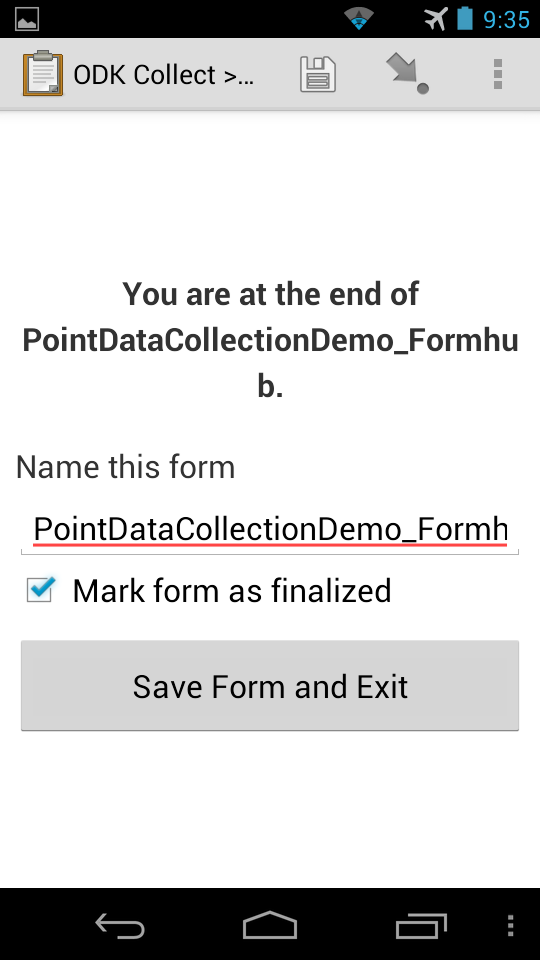 9:35
ODK Collect >...
You are at the end of
PointDataCollectionDemo_Formhu
b.
Name this form
PointDataCollectionDemo_Formh
Mark form as finalized
Save Form and Exit